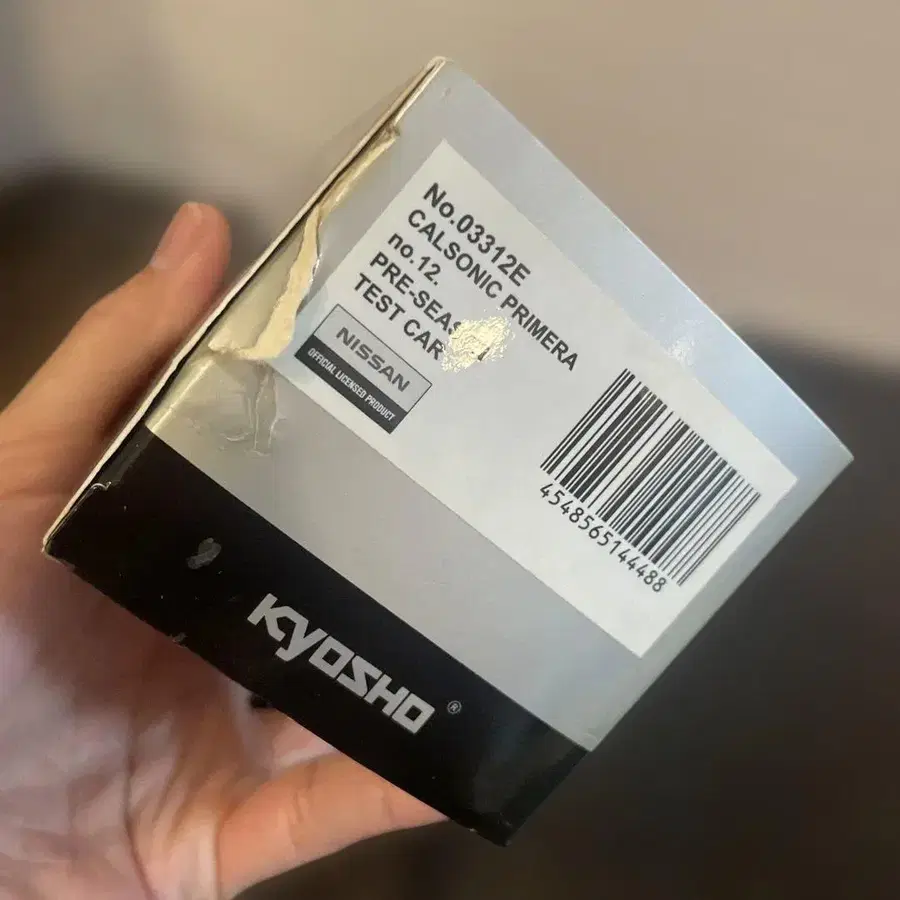 No.03312E
CALSONIC PRIMERA
no.12.
PRE-SEAS
TEST CAR
NISSAN
OFFICIAL LICENSED PRODUCT
4548565144488
KYOSHO ®